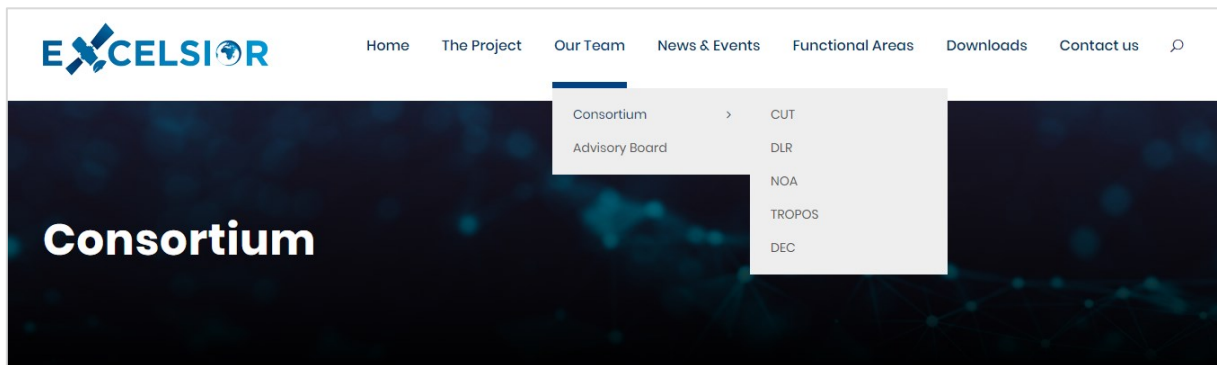 EXCELSIOR
Home The Project Our Team News & Events Functional Areas Downloads Contact us
Consortium > CUT
Advisory Board DLR
NOA
TROPOS
DEC
Consortium